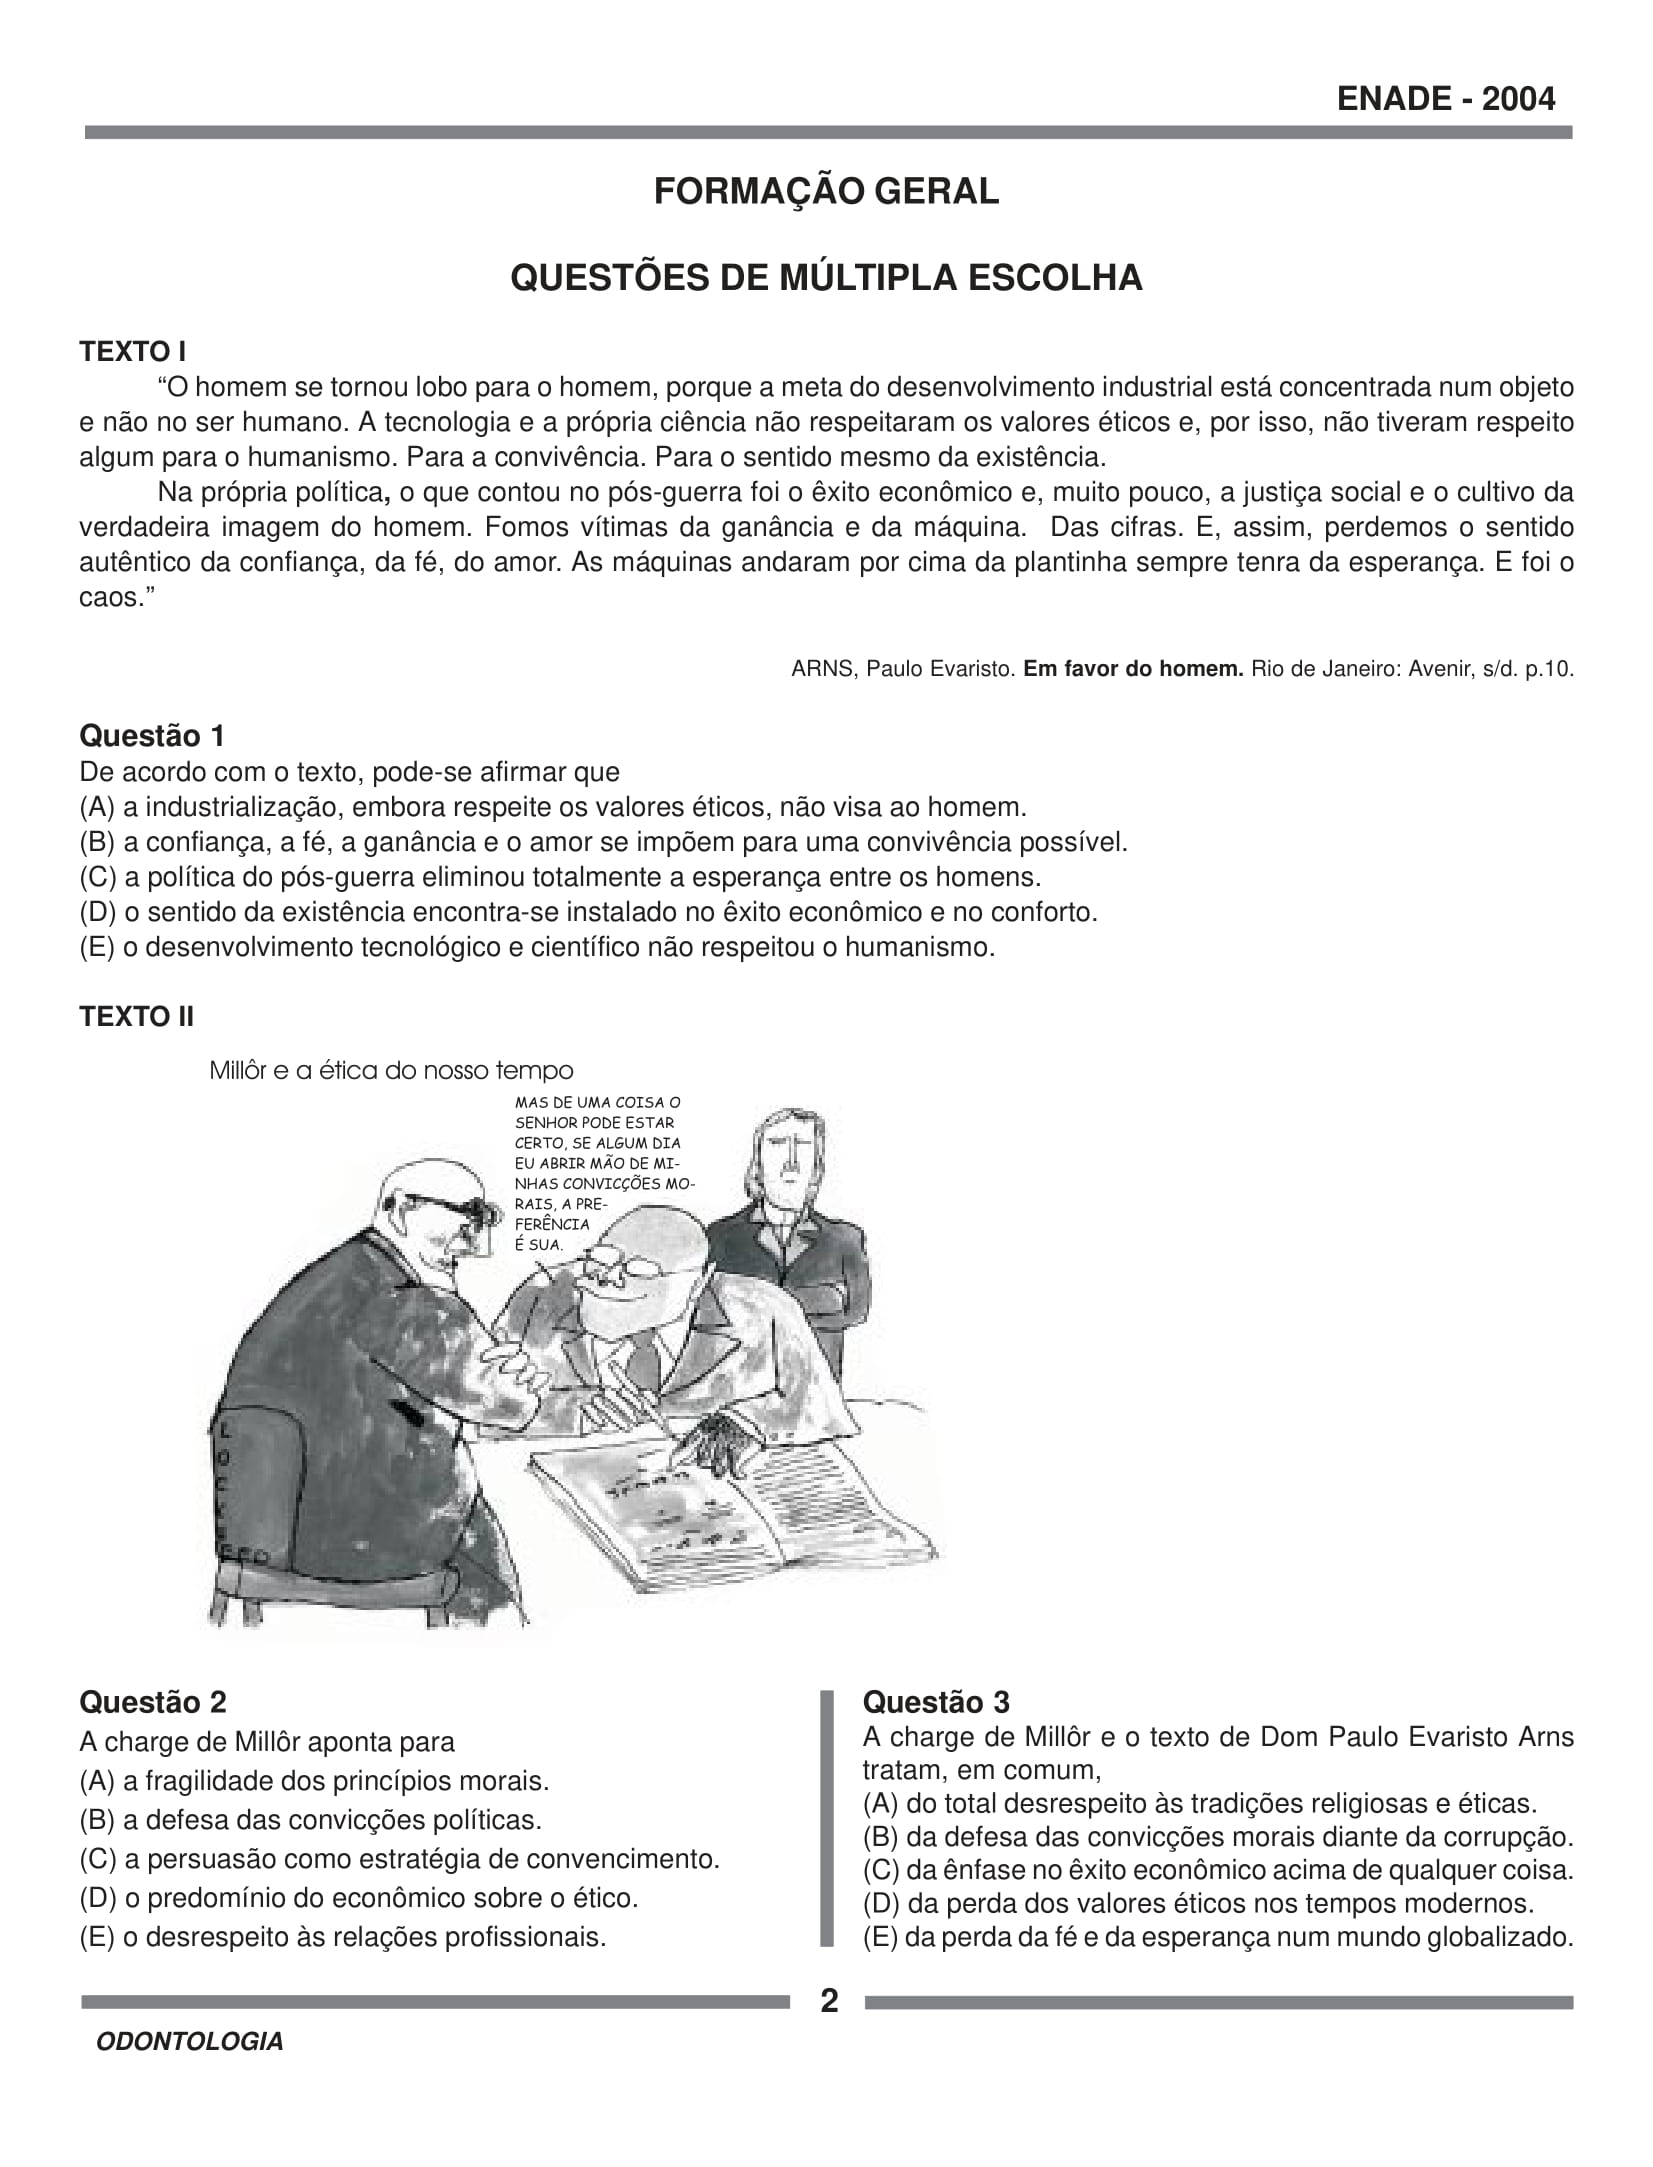 ENADE - 2004
FORMAÇÃO GERAL
QUESTÕES DE MÚLTIPLA ESCOLHA
TEXTO I
“O homem se tornou lobo para o homem, porque a meta do desenvolvimento industrial está concentrada num objeto
e não no ser humano. A tecnologia e a própria ciência não respeitaram os valores éticos e, por isso, não tiveram respeito
algum para o humanismo. Para a convivência. Para o sentido mesmo da existência.
Na própria política, o que contou no pós-guerra foi o êxito econômico e, muito pouco, a justiça social e o cultivo da
verdadeira imagem do homem. Fomos vítimas da ganância e da máquina. Das cifras. E, assim, perdemos o sentido
autêntico da confiança, da fé, do amor. As máquinas andaram por cima da plantinha sempre tenra da esperança. E foi o
caos.”
ARNS, Paulo Evaristo. Em favor do homem. Rio de Janeiro: Avenir, s/d. p.10.
Questão 1
De acordo com o texto, pode-se afirmar que
(A) a industrialização, embora respeite os valores éticos, não visa ao homem.
(B) a confiança, a fé, a ganância e o amor se impõem para uma convivência possível.
(C) a política do pós-guerra eliminou totalmente a esperança entre os homens.
(D) o sentido da existência encontra-se instalado no êxito econômico e no conforto.
(E) o desenvolvimento tecnológico e científico não respeitou o humanismo.
TEXTO II
Millôr e a ética do nosso tempo
MAS DE UMA COISA O
SENHOR PODE ESTAR
CERTO, SE ALGUM DIA
EU ABRIR MÃO DE MI-
NHAS CONVICÇÕES MO-
RAIS, A PRE-
FERÊNCIA
É SUA.
Questão 2
A charge de Millôr aponta para
(A) a fragilidade dos princípios morais.
(B) a defesa das convicções políticas.
(C) a persuasão como estratégia de convencimento.
(D) o predomínio do econômico sobre o ético.
(E) o desrespeito às relações profissionais.
Questão 3
A charge de Millôr e o texto de Dom Paulo Evaristo Arns
tratam, em comum,
(A) do total desrespeito às tradições religiosas e éticas.
(B) da defesa das convicções morais diante da corrupção.
(C) da ênfase no êxito econômico acima de qualquer coisa.
(D) da perda dos valores éticos nos tempos modernos.
(E) da perda da fé e da esperança num mundo globalizado.
2
ODONTOLOGIA